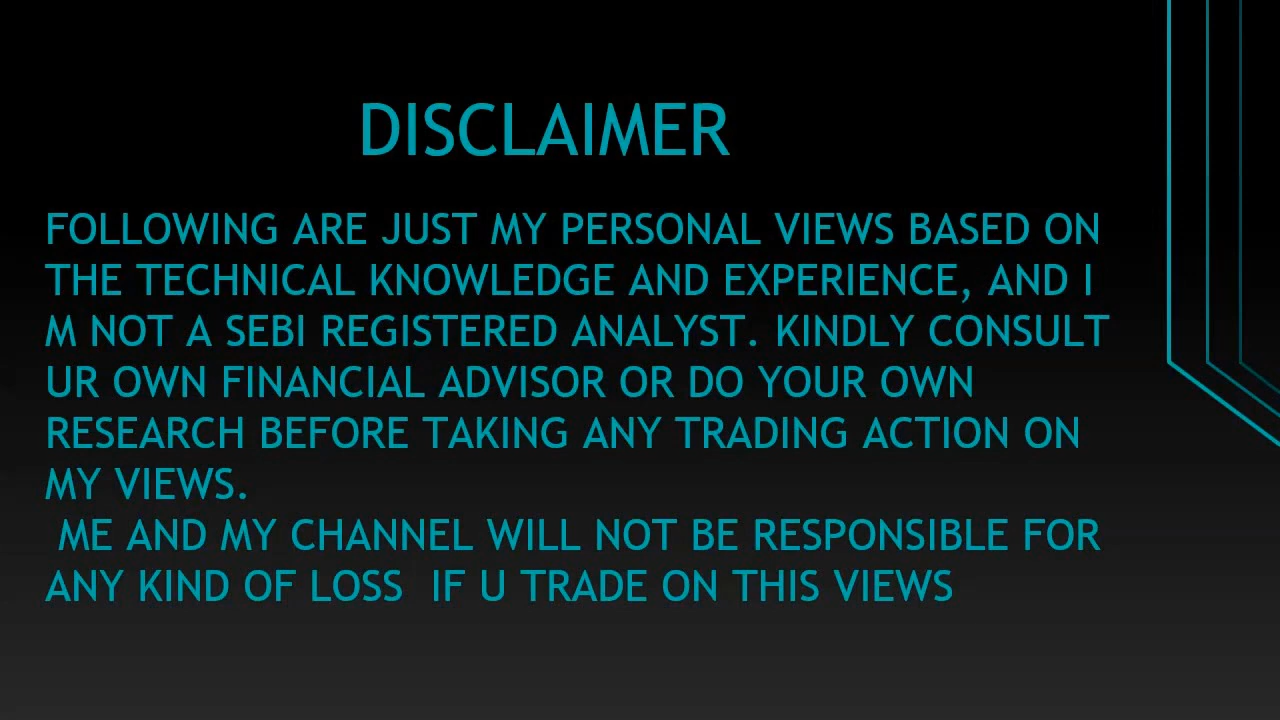 DISCLAIMER
FOLLOWING ARE JUST MY PERSONAL VIEWS BASED ON
THE TECHNICAL KNOWLEDGE AND EXPERIENCE, AND I
M NOT A SEBI REGISTERED ANALYST. KINDLY CONSULT
UR OWN FINANCIAL ADVISOR OR DO YOUR OWN
RESEARCH BEFORE TAKING ANY TRADING ACTION ON
MY VIEWS.
ME AND MY CHANNEL WILL NOT BE RESPONSIBLE FOR
ANY KIND OF LOSS  IF U TRADE ON THIS VIEWS